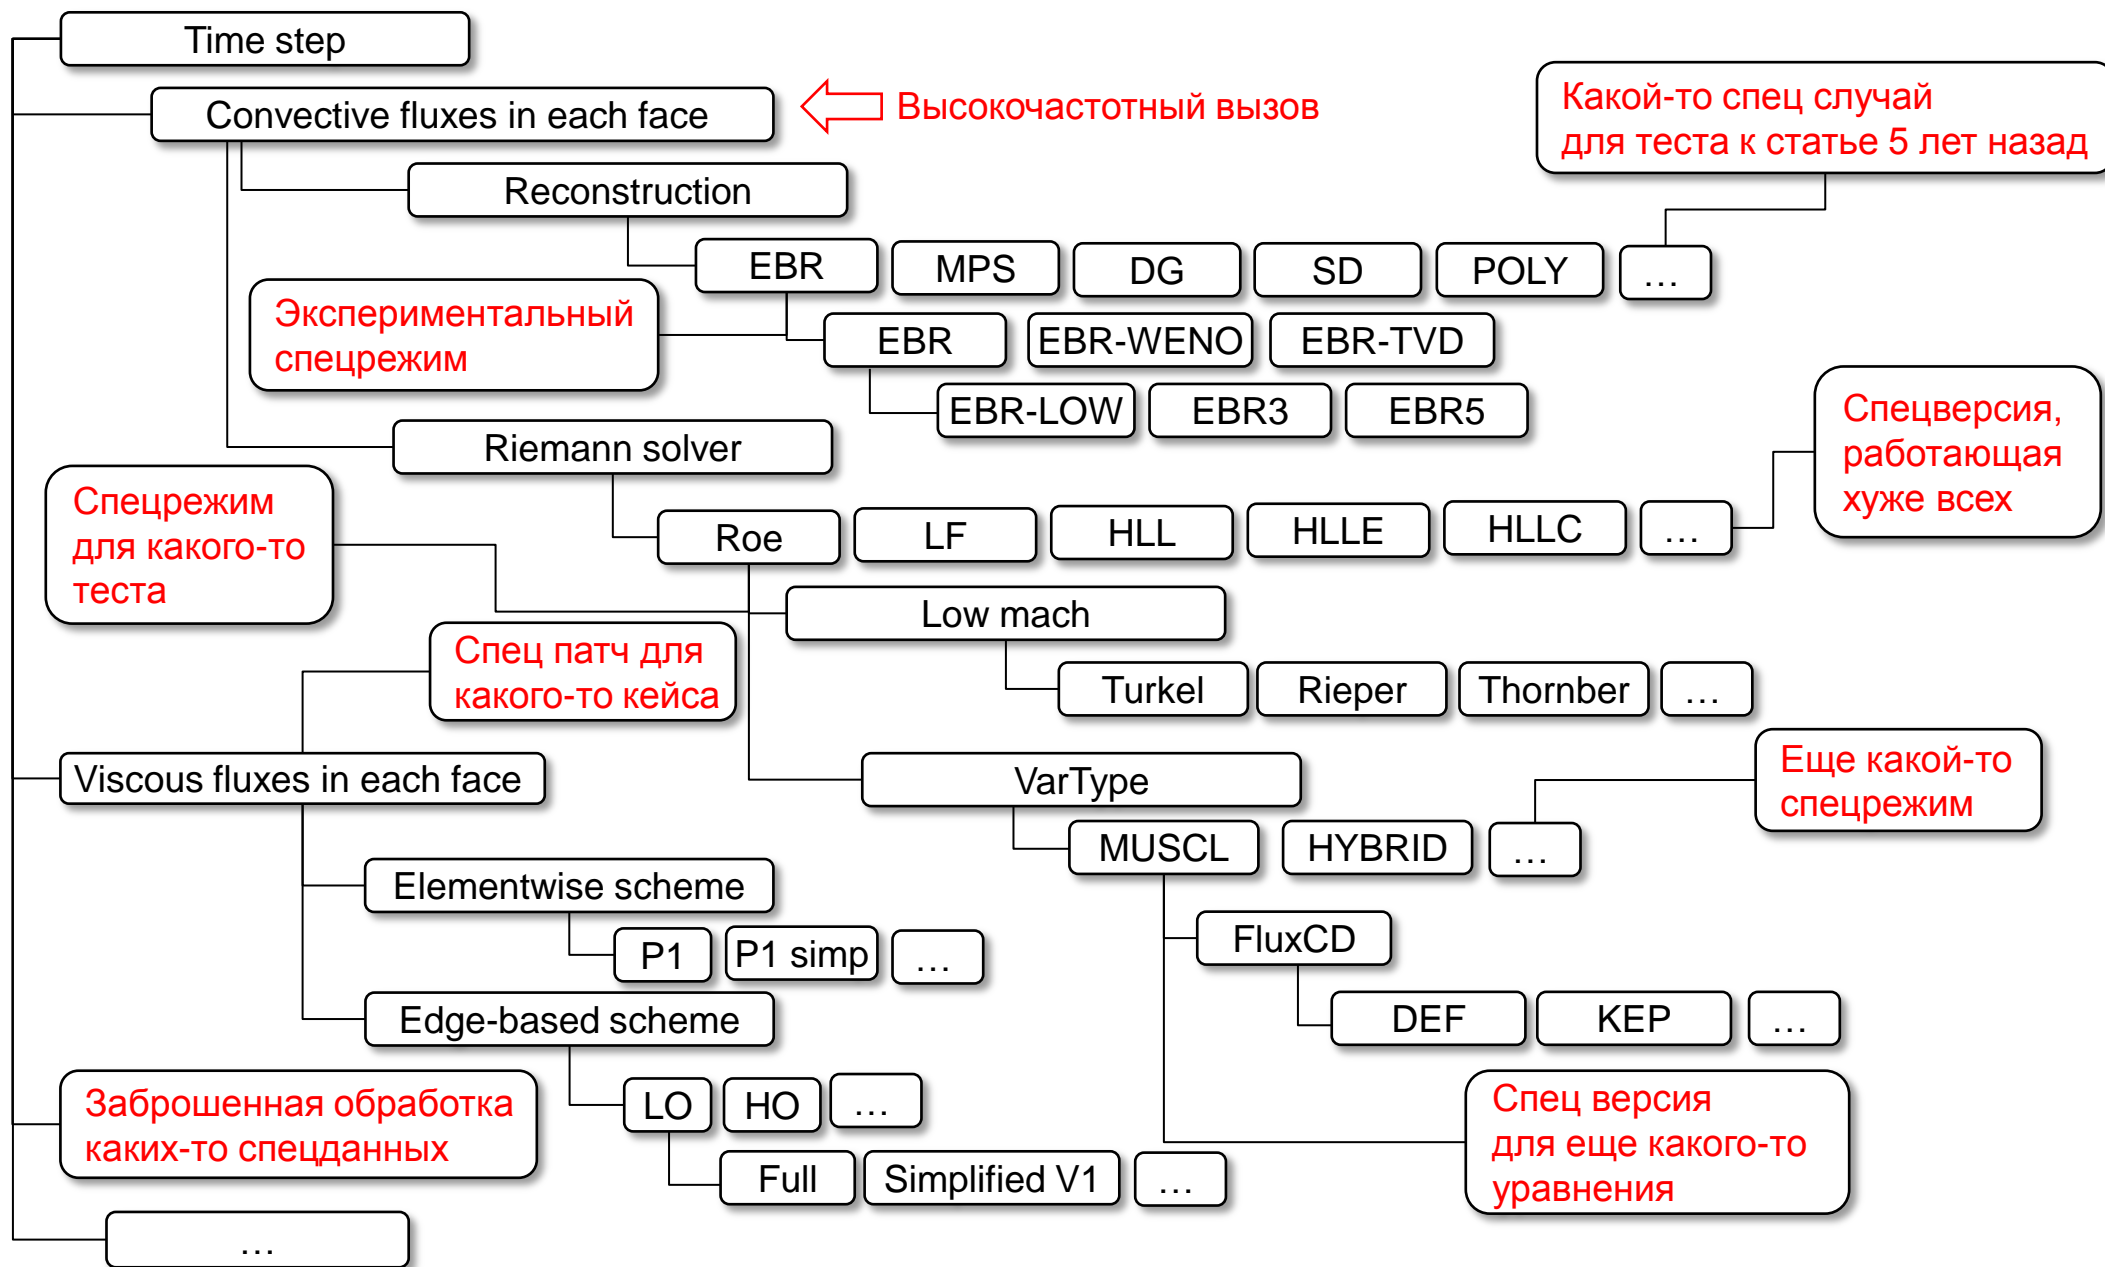 Time step
Convective fluxes in each face
Высокочастотный вызов
Какой-то спец случай
для теста к статье 5 лет назад
Reconstruction
EBR
MPS
DG
SD
POLY
...
Экспериментальный
спецрежим
EBR
EBR-WENO
EBR-TVD
EBR-LOW
EBR3
EBR5
Спецверсия,
работающая
хуже всех
Riemann solver
Спецрежим
для какого-то
теста
Roe
LF
HLL
HLLE
HLLC
...
Low mach
Спец патч для
какого-то кейса
Turkel
Rieper
Thornber
...
Viscous fluxes in each face
VarType
Еще какой-то
спецрежим
MUSCL
HYBRID
...
Elementwise scheme
P1
P1 simp
...
FluxCD
Edge-based scheme
DEF
KEP
...
Заброшенная обработка
каких-то спецданных
LO
HO
...
Спец версия
для еще какого-то
уравнения
Full
Simplified V1
...
...